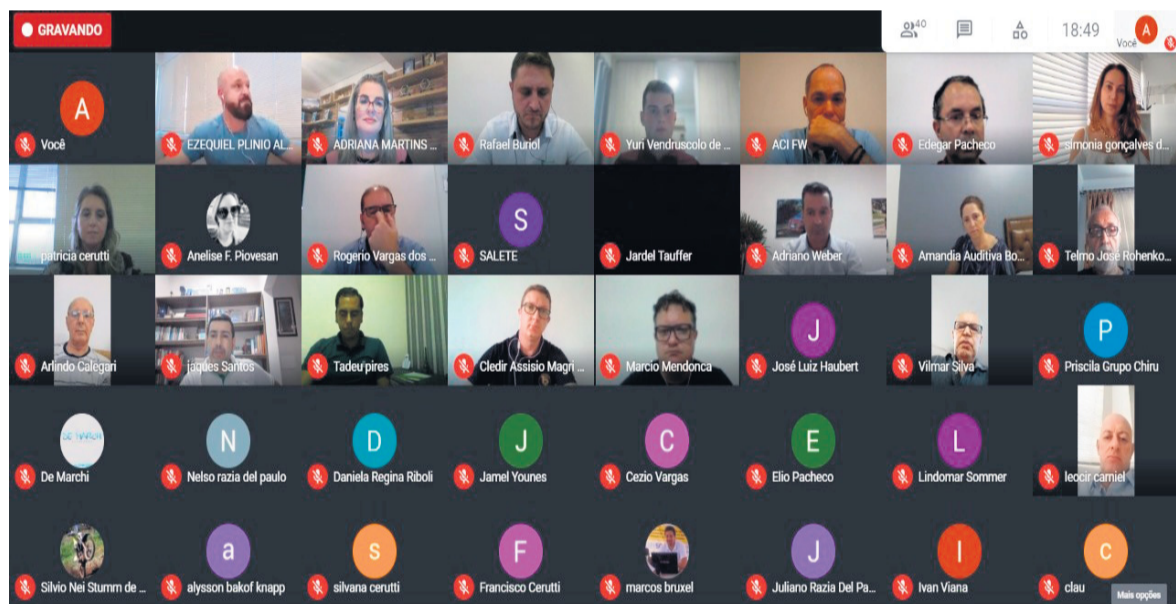 GRAVANDO
40
18:49
Você
A
A
Você
EZEQUIEL PLINIO AL...
ADRIANA MARTINS ...
Rafael Buriol
Yuri Vendruscolo de ...
ACI FW
Edegar Pacheco
simonia gonçalves d...
patricia cerutti
Anelise F. Piovesan
Rogerio Vargas dos ...
S
SALETE
Jardel Tauffer
Adriano Weber
Amandia Auditiva Bo...
Telmo José Rohenko...
Arlindo Calegari
jaques Santos
Tadeu pires
Cledir Assisio Magri ...
Marcio Mendonca
J
José Luiz Haubert
Vilmar Silva
P
Priscila Grupo Chiru
DE MARCHI
De Marchi
N
Nelso razia del paulo
D
Daniela Regina Riboli
J
Jamel Younes
C
Cezio Vargas
E
Elio Pacheco
L
Lindomar Sommer
leocir camiel
Silvio Nei Stumm de ...
a
alysson bakof knapp
s
silvana cerutti
F
Francisco Cerutti
marcos bruxel
J
Juliano Razia Del Pa...
I
Ivan Viana
c
clau
Mais opções